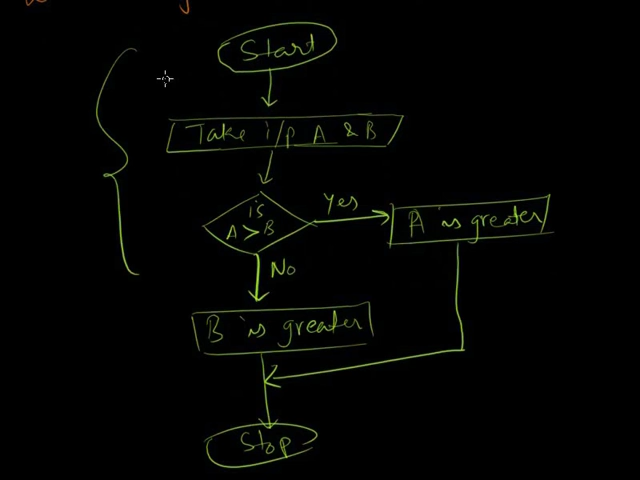 Start
Take i/p A & B
is
A > B
Yes
A is greater
No
B is greater
Stop